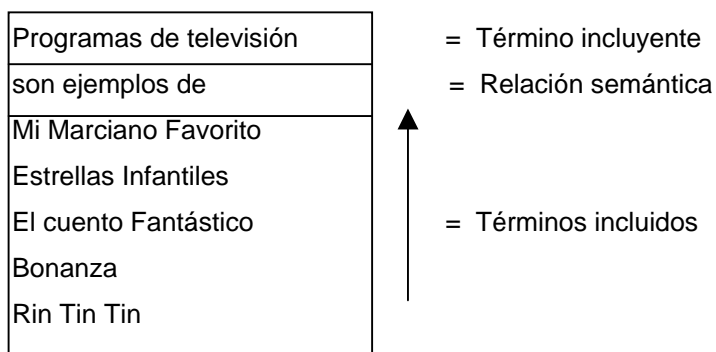 Programas de televisión = Término incluyente
son ejemplos de = Relación semántica
Mi Marciano Favorito
Estrellas Infantiles
El cuento Fantástico = Términos incluidos
Bonanza
Rin Tin Tin